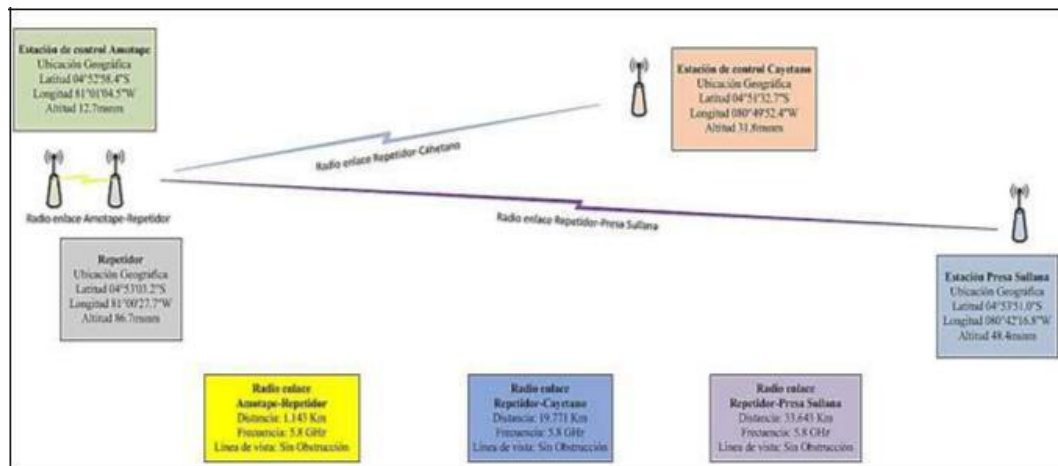 Estación de control Amotape
Ubicación Geográfica
Latitud 04°52'58.4"S
Longitud 81°01'04.5"W
Altitud 12.7msnm
Estación de control Cayetano
Ubicación Geográfica
Latitud 04°51'32.7"S
Longitud 080°49'52.4"W
Altitud 31.8msnm
Radio enlace Repetidor-Cahetano
Radio enlace Amotape-Repetidor
Radio enlace Repetidor-Presa Sullana
Repetidor
Ubicación Geográfica
Latitud 04°53'03.2"S
Longitud 81°00'27.7"W
Altitud 86.7msnm
Estación Presa Sullana
Ubicación Geográfica
Latitud 04°53'51.0"S
Longitud 080°42'16.8"W
Altitud 48.4msnm
Radio enlace
Amotape-Repetidor
Distancia: 1.143 Km
Frecuencia: 5.8 GHz
Línea de vista: Sin Obstrucción
Radio enlace
Repetidor-Cayetano
Distancia: 19.771 Km
Frecuencia: 5.8 GHz
Línea de vista: Sin Obstrucción
Radio enlace
Repetidor-Presa Sullana
Distancia: 33.643 Km
Frecuencia: 5.8 GHz
Línea de vista: Sin Obstrucción